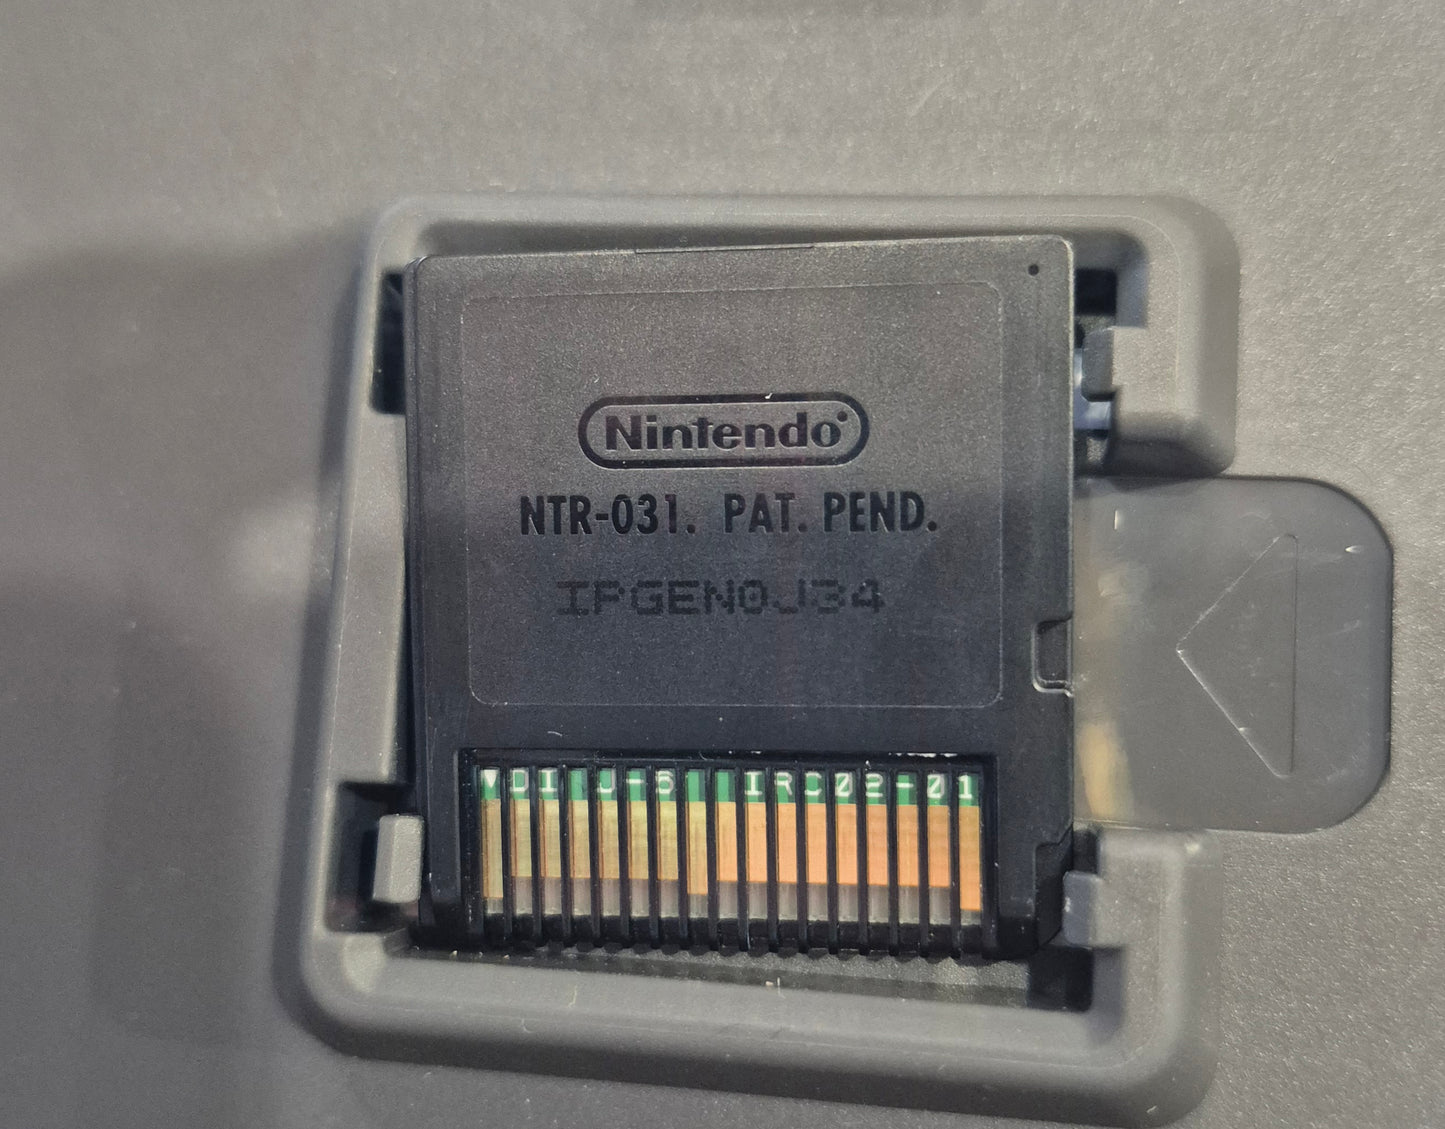 Nintendo
NTR-031. PAT. PEND.
IPGEN0J34
▼DI J-6 IRC02-01